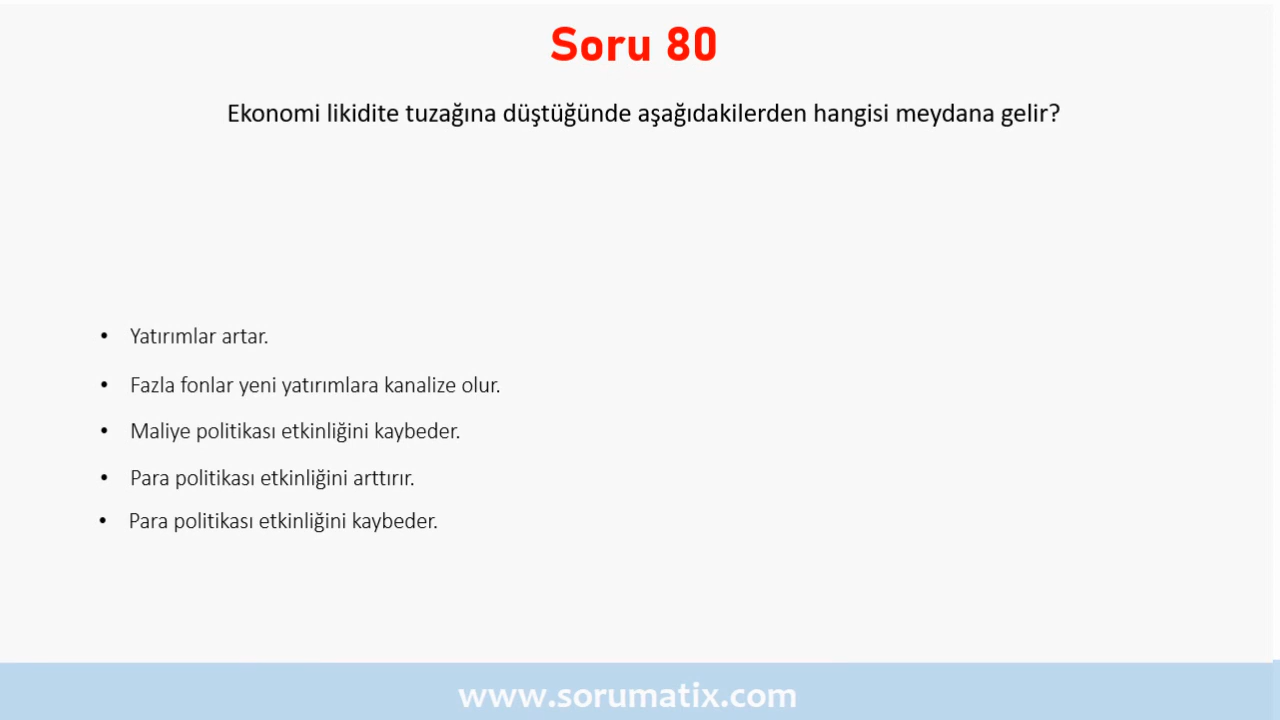 Soru 80
Ekonomi likidite tuzağına düştüğünde aşağıdakilerden hangisi meydana gelir?
• Yatırımlar artar.
• Fazla fonlar yeni yatırımlara kanalize olur.
• Maliye politikası etkinliğini kaybeder.
• Para politikası etkinliğini arttırır.
• Para politikası etkinliğini kaybeder.
www.sorumatix.com